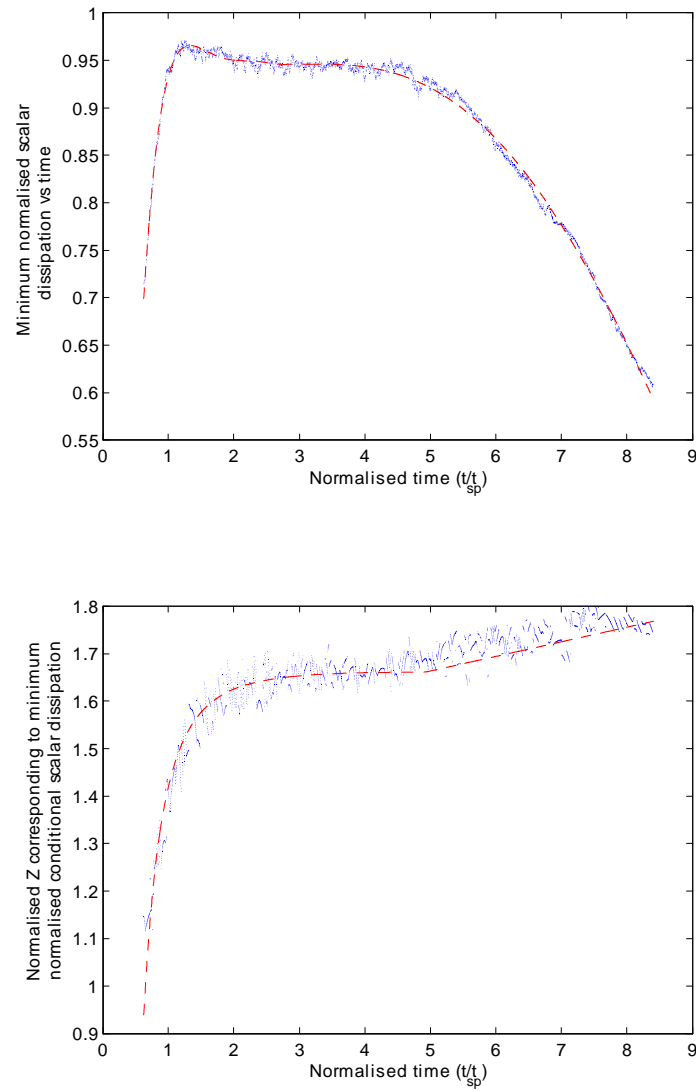 1
0.95
0.9
0.85
0.8
0.75
0.7
0.65
0.6
0.55
Minimum normalised scalar
dissipation vs time
0 1 2 3 4 5 6 7 8 9
Normalised time (t/t_sp)
1.8
1.7
1.6
1.5
1.4
1.3
1.2
1.1
1
0.9
Normalised Z corresponding to minimum
normalised conditional scalar dissipation
0 1 2 3 4 5 6 7 8 9
Normalised time (t/t_sp)